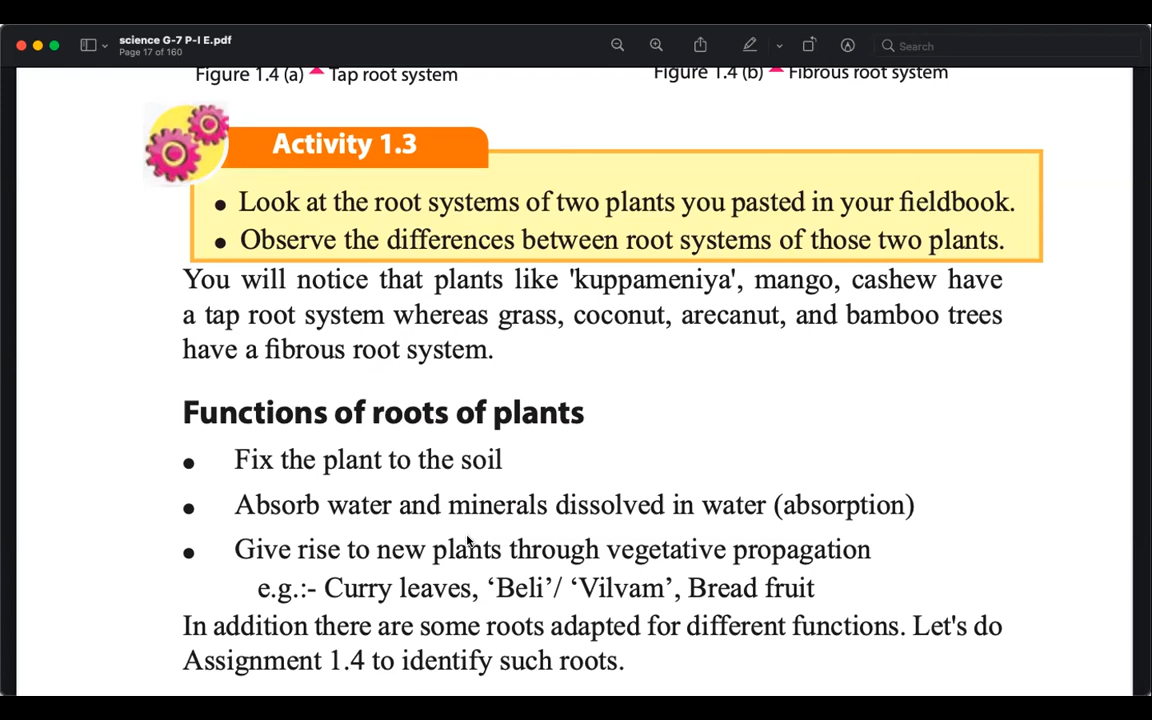 science G-7 P-I E.pdf
Page 17 of 160
Search
Figure 1.4 (a) Tap root system
Figure 1.4 (b) Fibrous root system
Activity 1.3
● Look at the root systems of two plants you pasted in your fieldbook.
● Observe the differences between root systems of those two plants.
You will notice that plants like 'kuppameniya', mango, cashew have
a tap root system whereas grass, coconut, arecanut, and bamboo trees
have a fibrous root system.
Functions of roots of plants
● Fix the plant to the soil
● Absorb water and minerals dissolved in water (absorption)
● Give rise to new plants through vegetative propagation
e.g.:- Curry leaves, ‘Beli’/ ‘Vilvam’, Bread fruit
In addition there are some roots adapted for different functions. Let's do
Assignment 1.4 to identify such roots.